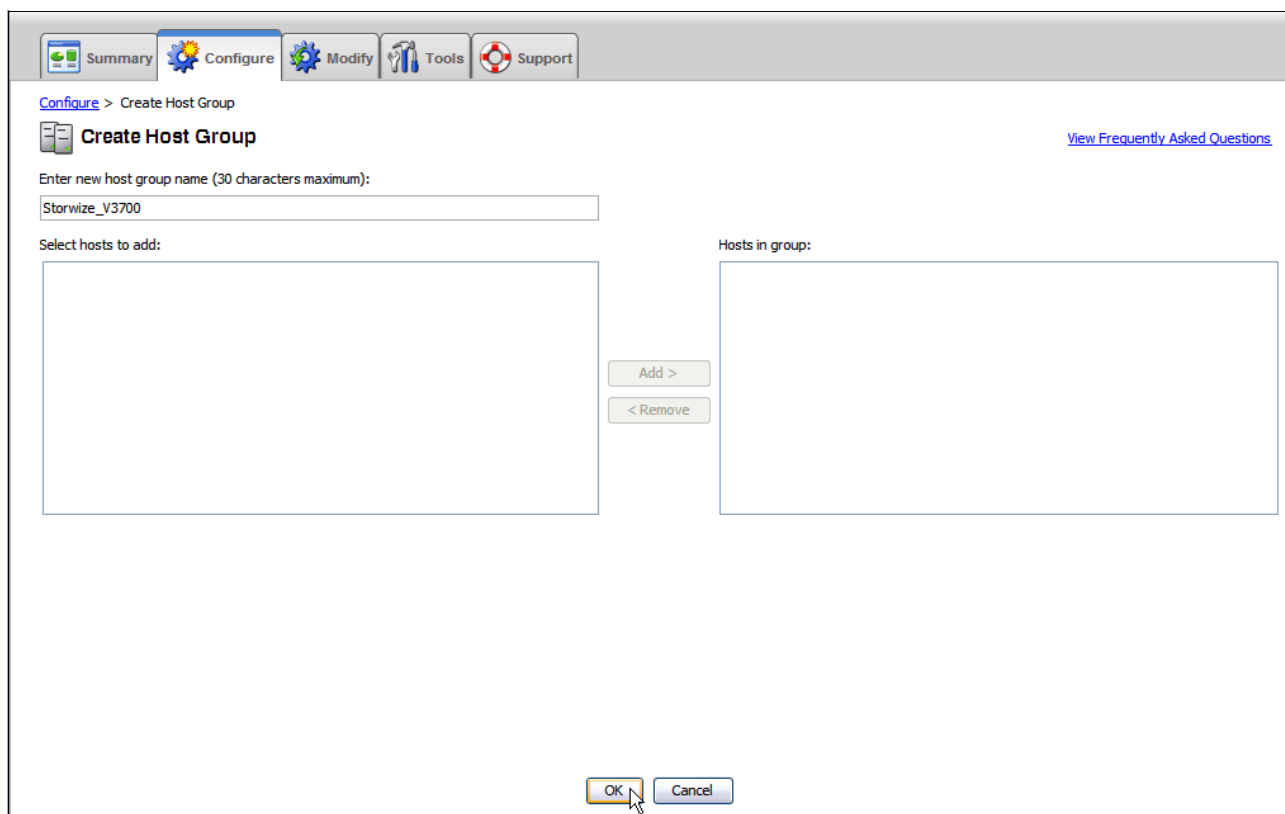 Summary Configure Modify Tools Support
Configure > Create Host Group
Create Host Group
View Frequently Asked Questions
Enter new host group name (30 characters maximum):
Storwize_V3700
Select hosts to add:
Hosts in group:
Add >
< Remove
OK Cancel